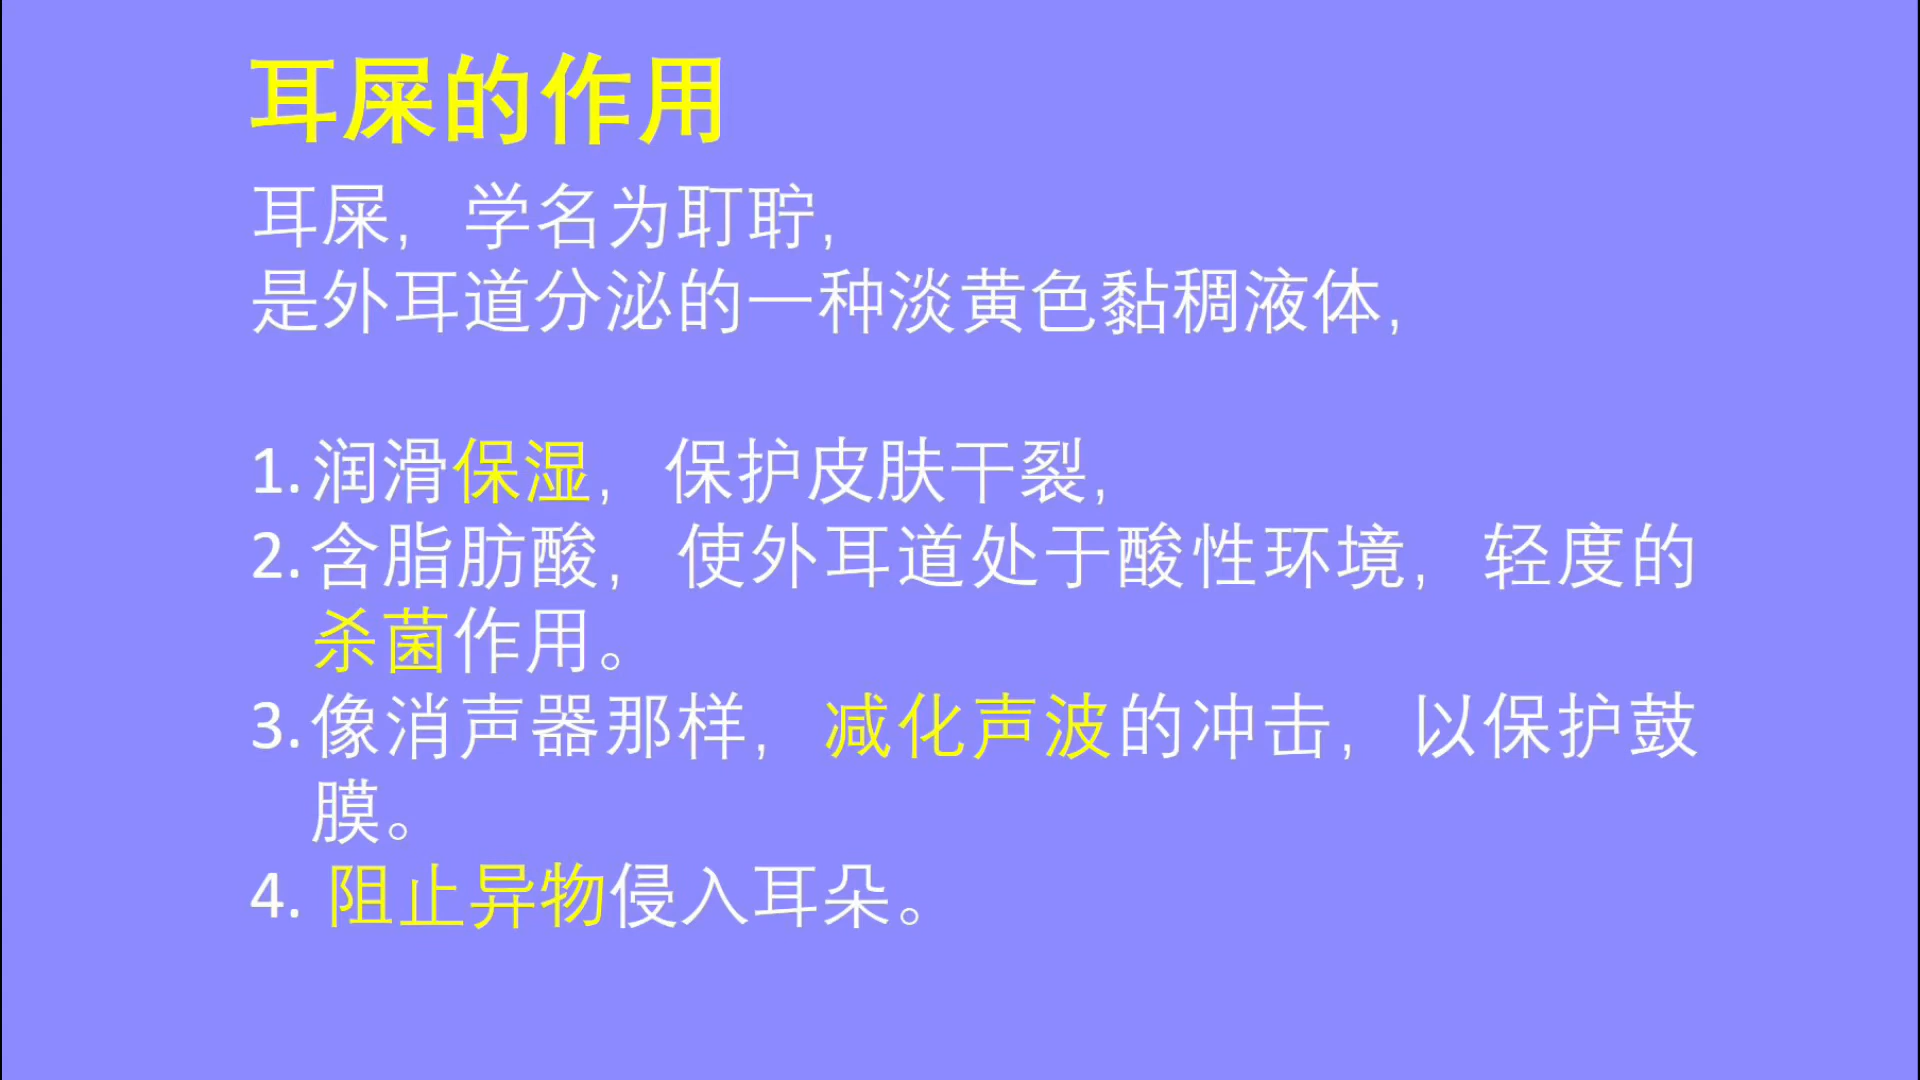 耳屎的作用
耳屎，学名为耵聍，
是外耳道分泌的一种淡黄色黏稠液体，
1.润滑保湿，保护皮肤干裂，
2.含脂肪酸，使外耳道处于酸性环境，轻度的
杀菌作用。
3.像消声器那样，减化声波的冲击，以保护鼓
膜。
4. 阻止异物侵入耳朵。